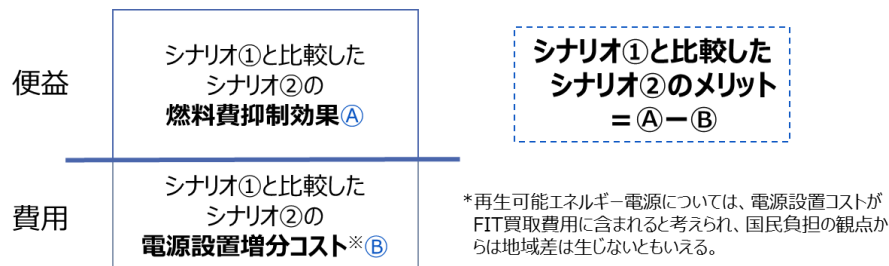 便益
シナリオ①と比較した
シナリオ②の
燃料費抑制効果Ⓐ
費用
シナリオ①と比較した
シナリオ②の
電源設置増分コスト※Ⓑ
シナリオ①と比較した
シナリオ②のメリット
＝Ⓐ－Ⓑ
*再生可能エネルギー電源については、電源設置コストが
FIT買取費用に含まれると考えられ、国民負担の観点か
らは地域差は生じないともいえる。